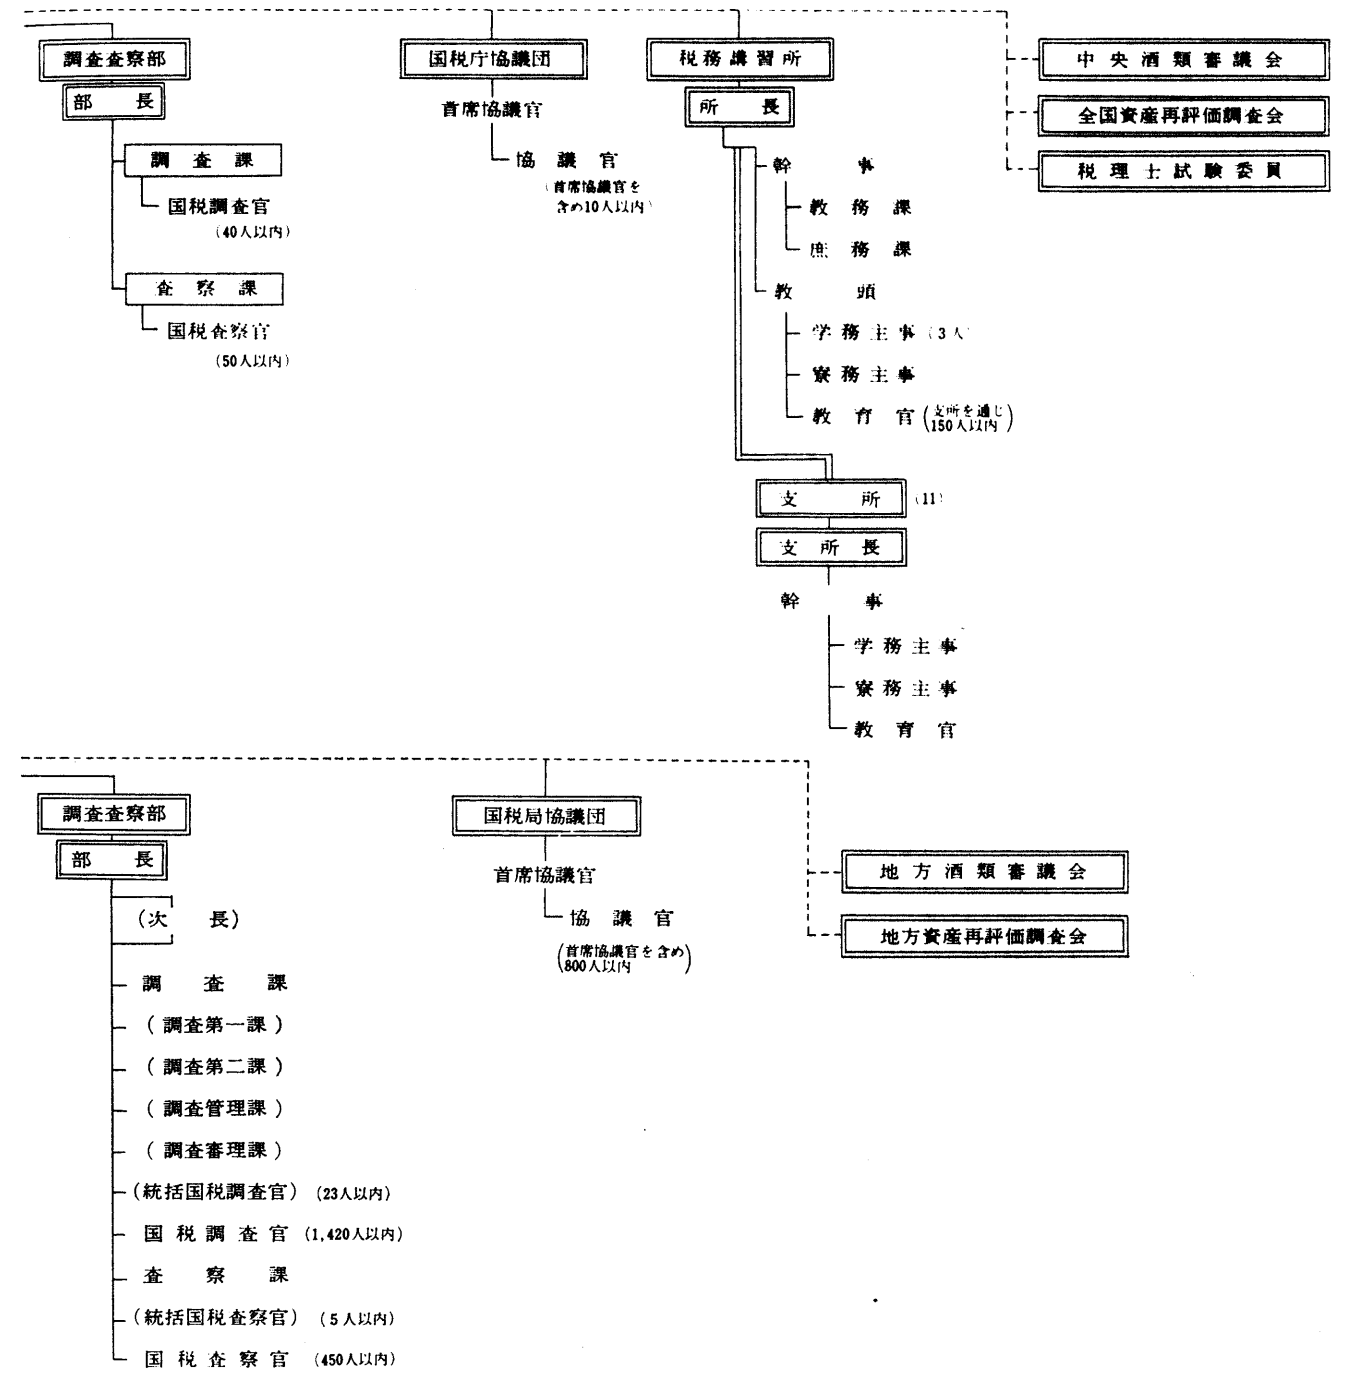 調査査察部
部長
調査課
国税調査官
(40人以内)
査察課
国税査察官
(50人以内)
国税庁協議団
首席協議官
協議官
(首席協議官を
含め10人以内)
税務講習所
所長
幹事
教務課
庶務課
教頭
学務主事(3人)
寮務主事
教育官(支所を通じ
150人以内)
支所(11)
支所長
幹事
学務主事
寮務主事
教育官
中央酒類審議会
全国資産再評価調査会
税理士試験委員
調査査察部
部長
(次長)
調査課
(調査第一課)
(調査第二課)
(調査管理課)
(調査審理課)
(統括国税調査官)(23人以内)
国税調査官(1,420人以内)
査察課
(統括国税査察官)(5人以内)
国税査察官(450人以内)
国税局協議団
首席協議官
協議官
(首席協議官を含め
800人以内)
地方酒類審議会
地方資産再評価調査会